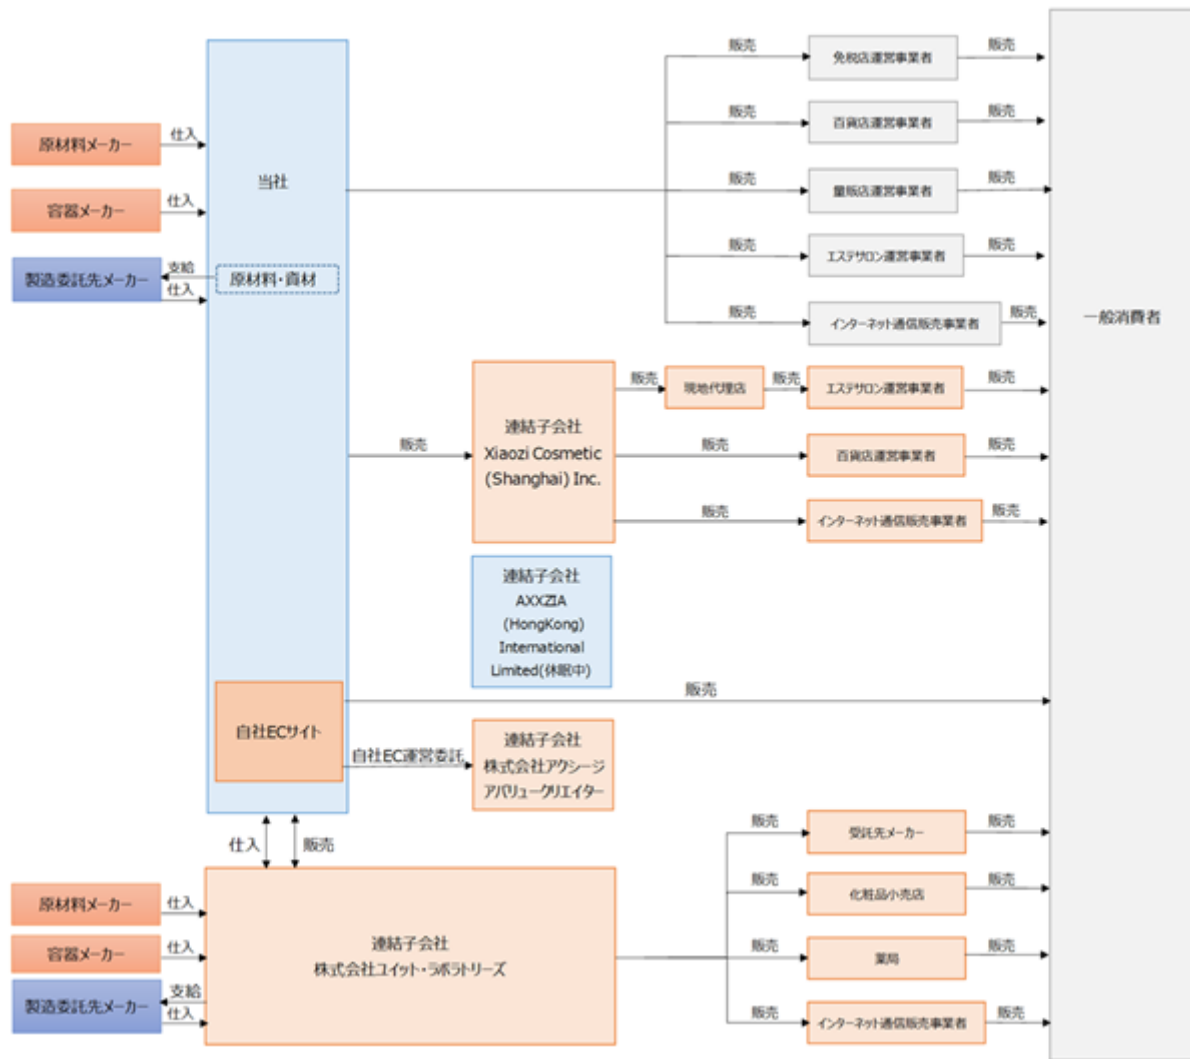 原材料メーカー
仕入
容器メーカー
仕入
製造委託先メーカー
支給
仕入
当社
原材料・資材
販売
免税店運営事業者
販売
販売
百貨店運営事業者
販売
販売
量販店運営事業者
販売
販売
エステサロン運営事業者
販売
販売
インターネット通信販売事業者
販売
一般消費者
販売
連結子会社
Xiaozi Cosmetic
(Shanghai) Inc.
販売
現地代理店
販売
エステサロン運営事業者
販売
販売
百貨店運営事業者
販売
販売
インターネット通信販売事業者
販売
連結子会社
AXXZIA
(HongKong)
International
Limited(休眠中)
自社ECサイト
販売
自社EC運営委託
連結子会社
株式会社アクシージ
アバリュークリエイター
仕入
販売
原材料メーカー
仕入
容器メーカー
仕入
製造委託先メーカー
支給
仕入
連結子会社
株式会社ユイット・ラボラトリーズ
販売
受託先メーカー
販売
販売
化粧品小売店
販売
販売
薬局
販売
販売
インターネット通信販売事業者
販売